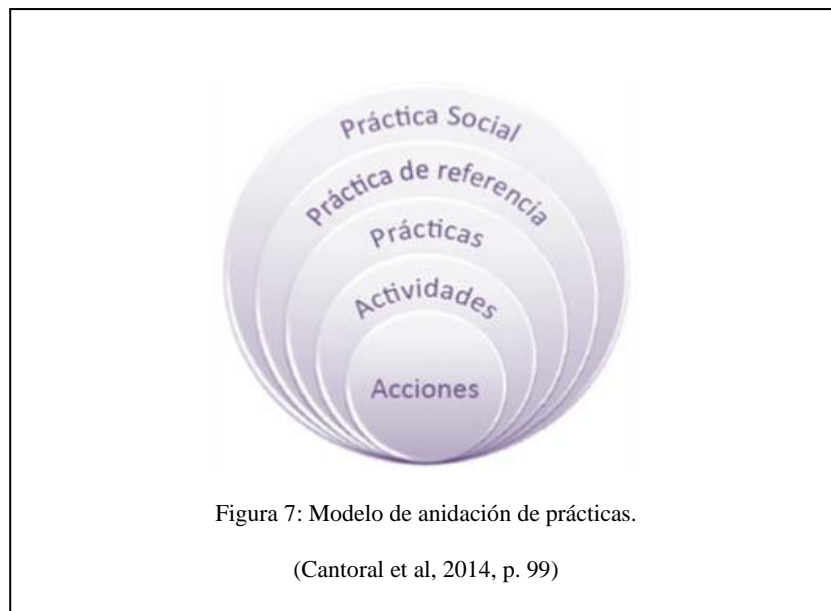 Práctica Social
Práctica de referencia
Prácticas
Actividades
Acciones
Figura 7: Modelo de anidación de prácticas.
(Cantoral et al, 2014, p. 99)